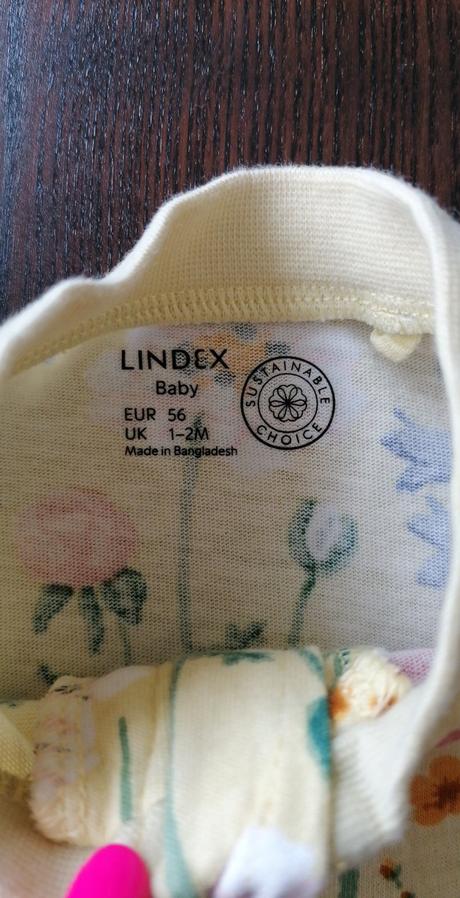 LINDEX
Baby
EUR 56
UK 1–2M
Made in Bangladesh
SUSTAINABLE
CHOICE